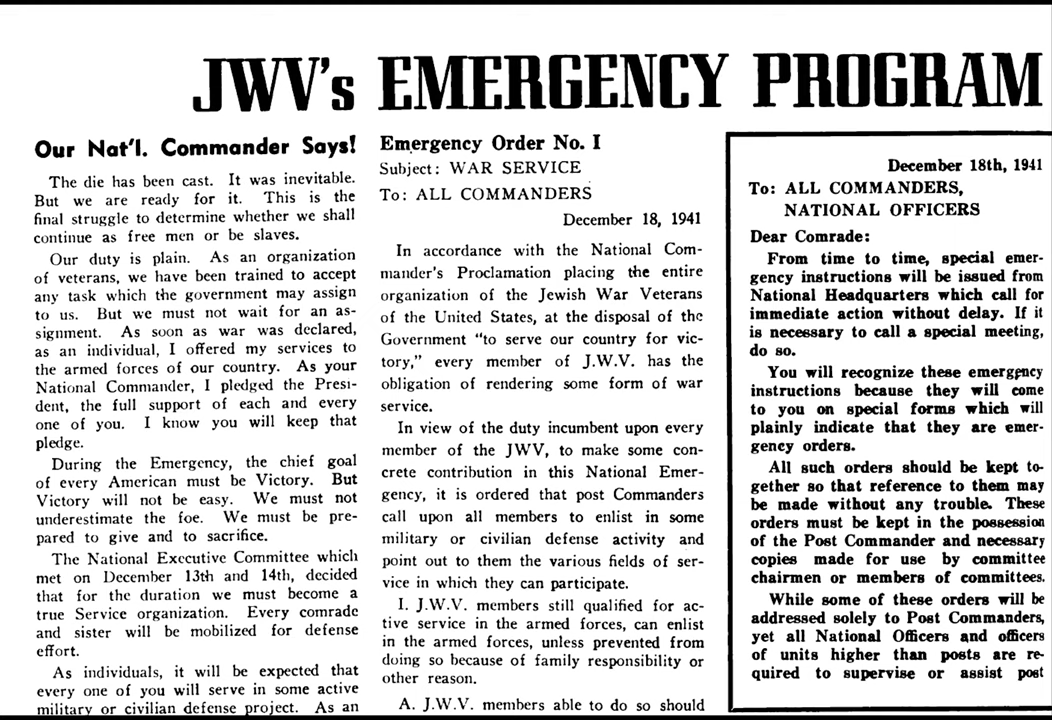 JWV's EMERGENCY PROGRAM
Our Nat'l. Commander Says!
The die has been cast. It was inevitable.
But we are ready for it. This is the
final struggle to determine whether we shall
continue as free men or be slaves.
Our duty is plain. As an organization
of veterans, we have been trained to accept
any task which the government may assign
to us. But we must not wait for an as-
signment. As soon as war was declared,
as an individual, I offered my services to
the armed forces of our country. As your
National Commander, I pledged the Presi-
dent, the full support of each and every
one of you. I know you will keep that
pledge.
During the Emergency, the chief goal
of every American must be Victory. But
Victory will not be easy. We must not
underestimate the foe. We must be pre-
pared to give and to sacrifice.
The National Executive Committee which
met on December 13th and 14th, decided
that for the duration we must become a
true Service organization. Every comrade
and sister will be mobilized for defense
effort.
As individuals, it will be expected that
every one of you will serve in some active
military or civilian defense project. As an
Emergency Order No. I
Subject: WAR SERVICE
To: ALL COMMANDERS
December 18, 1941
In accordance with the National Com-
mander's Proclamation placing the entire
organization of the Jewish War Veterans
of the United States, at the disposal of the
Government "to serve our country for vic-
tory," every member of J.W.V. has the
obligation of rendering some form of war
service.
In view of the duty incumbent upon every
member of the JWV, to make some con-
crete contribution in this National Emer-
gency, it is ordered that post Commanders
call upon all members to enlist in some
military or civilian defense activity and
point out to them the various fields of ser-
vice in which they can participate.
I. J.W.V. members still qualified for ac-
tive service in the armed forces, can enlist
in the armed forces, unless prevented from
doing so because of family responsibility or
other reason.
A. J.W.V. members able to do so should
December 18th, 1941
To: ALL COMMANDERS,
NATIONAL OFFICERS
Dear Comrade:
From time to time, special emer-
gency instructions will be issued from
National Headquarters which call for
immediate action without delay. If it
is necessary to call a special meeting,
do so.
You will recognize these emergency
instructions because they will come
to you on special forms which will
plainly indicate that they are emer-
gency orders.
All such orders should be kept to-
gether so that reference to them may
be made without any trouble. These
orders must be kept in the possession
of the Post Commander and necessary
copies made for use by committee
chairmen or members of committees.
While some of these orders will be
addressed solely to Post Commanders,
yet all National Officers and officers
of units higher than posts are re-
quired to supervise or assist post